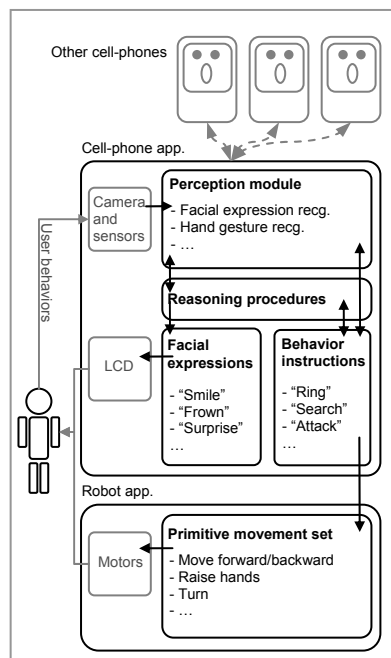 Other cell-phones
Cell-phone app.
Camera
and
sensors
Perception module
- Facial expression recg.
- Hand gesture recg.
- …
User behaviors
Reasoning procedures
LCD
Facial
expressions
- “Smile”
- “Frown”
- “Surprise”
…
Behavior
instructions
- “Ring”
- “Search”
- “Attack”
…
Robot app.
Motors
Primitive movement set
- Move forward/backward
- Raise hands
- Turn
- …